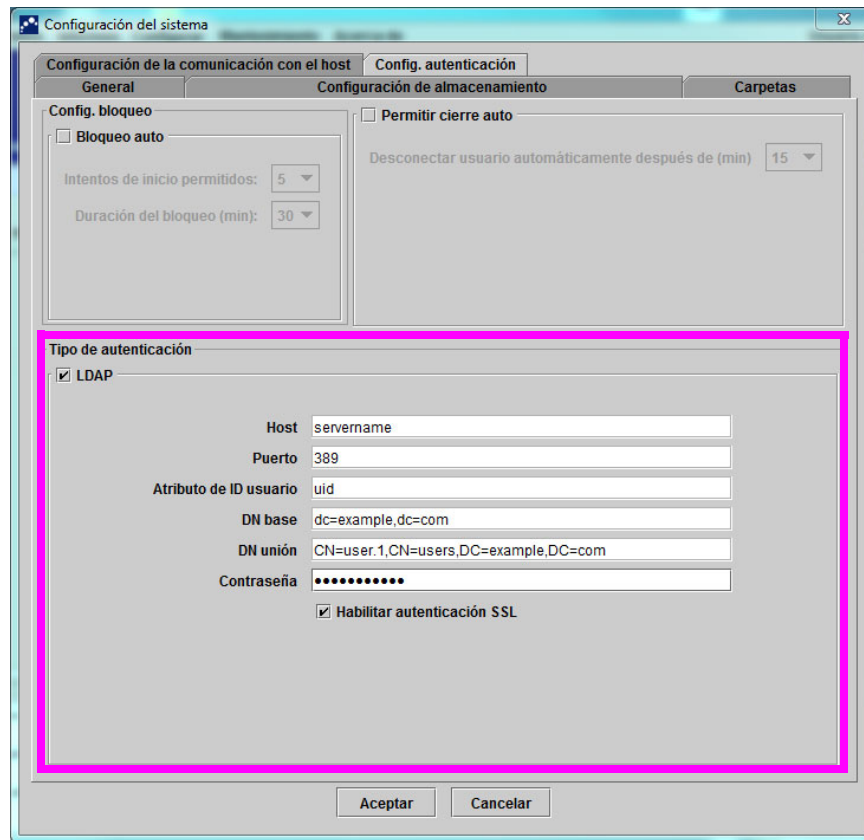 Configuración del sistema
Configuración de la comunicación con el host Config. autenticación
General Configuración de almacenamiento Carpetas
Config. bloqueo
Bloqueo auto
Intentos de inicio permitidos: 5
Duración del bloqueo (min): 30
Permitir cierre auto
Desconectar usuario automáticamente después de (min) 15
Tipo de autenticación
LDAP
Host servername
Puerto 389
Atributo de ID usuario uid
DN base dc=example,dc=com
DN unión CN=user.1,CN=users,DC=example,DC=com
Contraseña •••••••••••
Habilitar autenticación SSL
Aceptar Cancelar